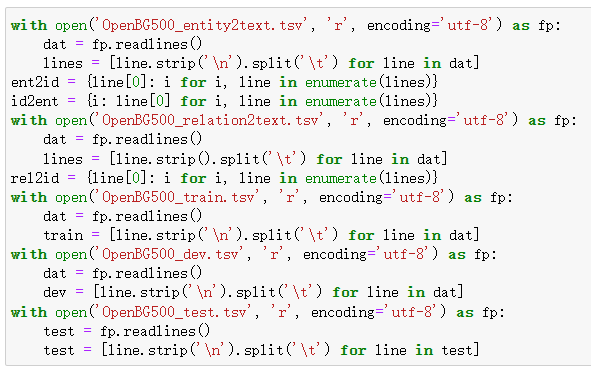 with open('OpenBG500_entity2text.tsv', 'r', encoding='utf-8') as fp:
    dat = fp.readlines()
    lines = [line.strip('\n').split('\t') for line in dat]
ent2id = {line[0]: i for i, line in enumerate(lines)}
id2ent = {i: line[0] for i, line in enumerate(lines)}
with open('OpenBG500_relation2text.tsv', 'r', encoding='utf-8') as fp:
    dat = fp.readlines()
    lines = [line.strip().split('\t') for line in dat]
rel2id = {line[0]: i for i, line in enumerate(lines)}
with open('OpenBG500_train.tsv', 'r', encoding='utf-8') as fp:
    dat = fp.readlines()
    train = [line.strip('\n').split('\t') for line in dat]
with open('OpenBG500_dev.tsv', 'r', encoding='utf-8') as fp:
    dat = fp.readlines()
    dev = [line.strip('\n').split('\t') for line in dat]
with open('OpenBG500_test.tsv', 'r', encoding='utf-8') as fp:
    test = fp.readlines()
    test = [line.strip('\n').split('\t') for line in test]